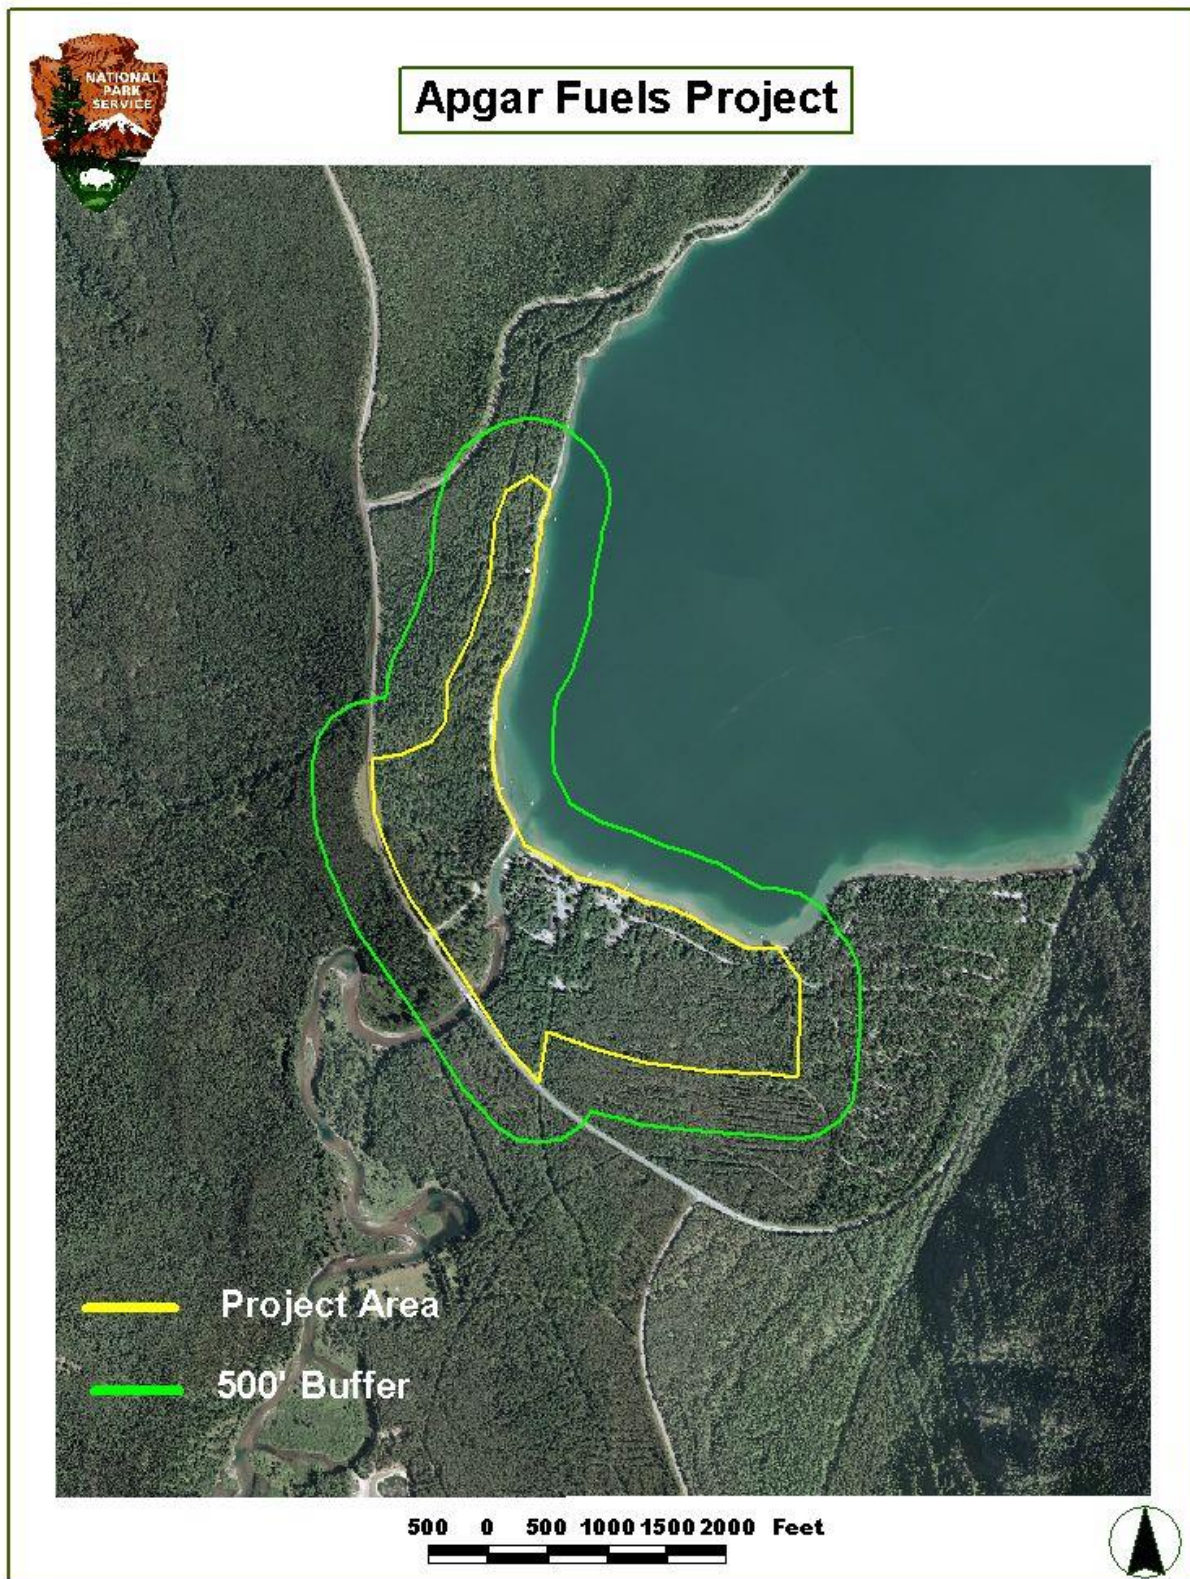 NATIONAL
PARK
SERVICE
Apgar Fuels Project
Project Area
500' Buffer
500 0 500 1000 1500 2000 Feet